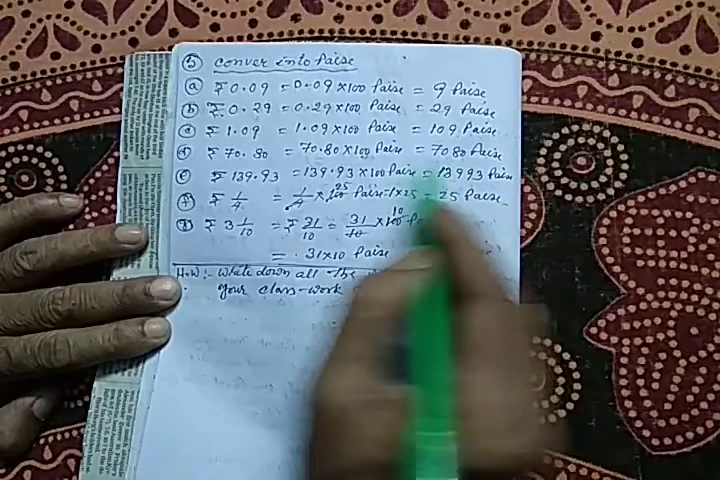 ⑤ conver into Paise
ⓐ ₹ 0.09 = 0.09×100 Paise = 9 Paise
ⓑ ₹ 0.29 = 0.29×100 Paise = 29 Paise
ⓒ ₹ 1.09 = 1.09×100 Paise = 109 Paise
ⓓ ₹ 70.80 = 70.80×100 Paise = 7080 Paise
ⓔ ₹ 139.93 = 139.93×100 Paise = 13993 Paise
ⓕ ₹ 1/4 = 1/4 × 100 25 Paise = 1×25 = 25 Paise
ⓖ ₹ 3 1/10 = ₹ 31/10 = 31/10 × 100 10
= 31×10 Paise
H.W:- Write down all the
your class-work